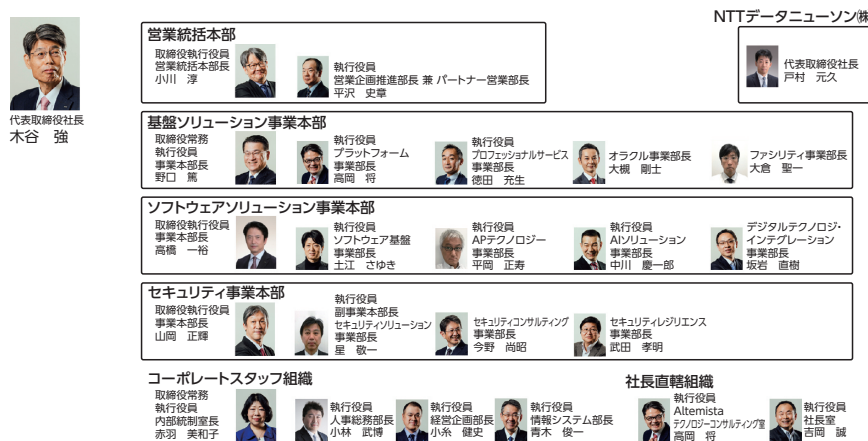 代表取締役社長
木谷　強
NTTデータニューソン㈱
代表取締役社長
戸村 元久
営業統括本部
取締役執行役員
営業統括本部長
小川　淳
執行役員
営業企画推進部長 兼 パートナー営業部長
平沢　史章
基盤ソリューション事業本部
取締役常務
執行役員
事業本部長
野口　篤
執行役員
プラットフォーム
事業部長
高岡　将
執行役員
プロフェッショナルサービス
事業部長
徳田　充生
オラクル事業部長
大槻　剛士
ファシリティ事業部長
大倉　聖一
ソフトウェアソリューション事業本部
取締役執行役員
事業本部長
高橋　一裕
執行役員
ソフトウェア基盤
事業部長
土江　さゆき
執行役員
APテクノロジー
事業部長
平岡　正寿
執行役員
AIソリューション
事業部長
中川　慶一郎
デジタルテクノロジ・
インテグレーション
事業部長
坂岩　直樹
セキュリティ事業本部
取締役執行役員
事業本部長
山岡　正輝
執行役員
副事業本部長
セキュリティソリューション
事業部長
星　敬一
セキュリティコンサルティング
事業部長
今野　尚昭
セキュリティレジリエンス
事業部長
武田　孝明
コーポレートスタッフ組織
取締役常務
執行役員
内部統制室長
赤羽　美和子
執行役員
人事総務部長
小林　武博
執行役員
経営企画部長
小糸　健史
執行役員
情報システム部長
青木　俊一
社長直轄組織
執行役員
Altemista
テクノロジーコンサルティング室
高岡　将
執行役員
社長室
吉岡　誠